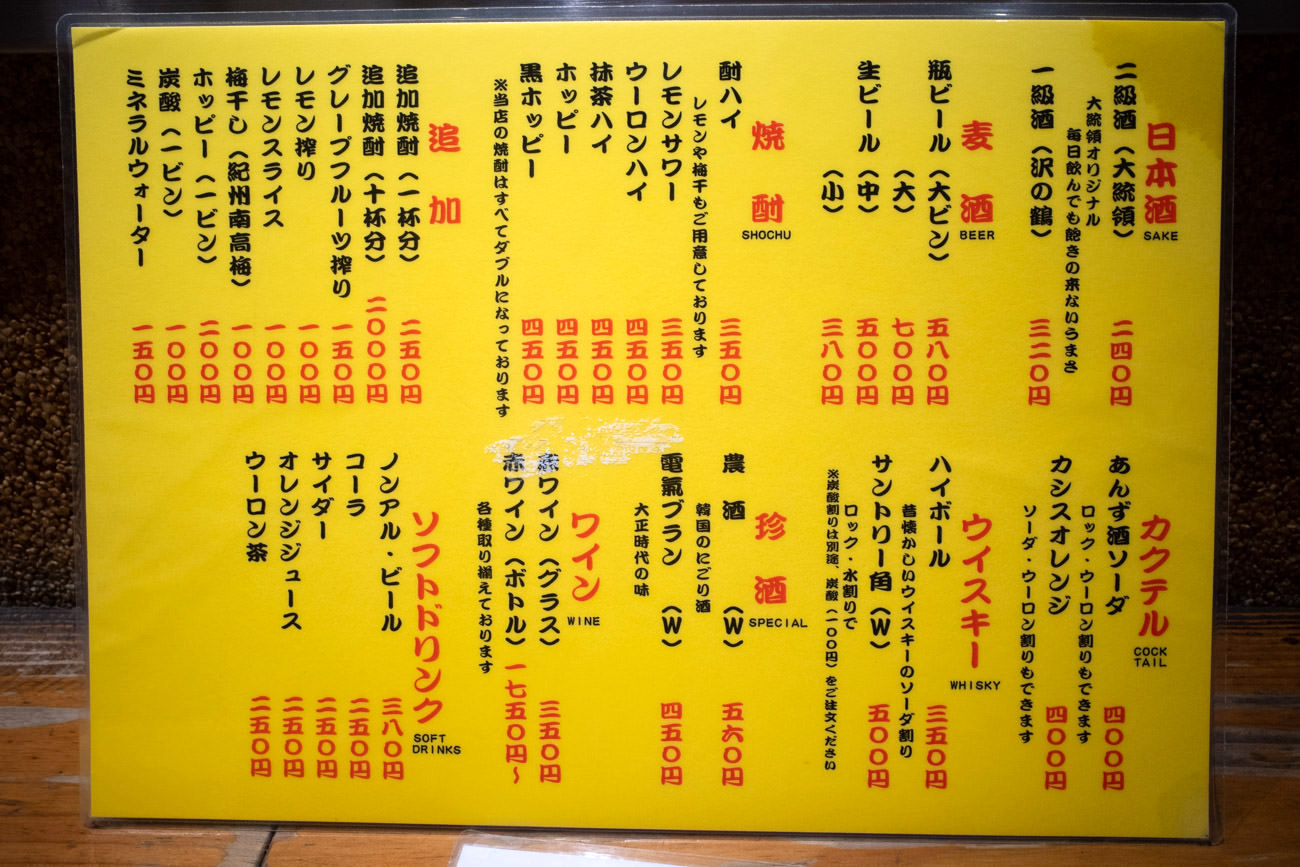 日本酒
SAKE
二級酒(大統領) 二四〇円
大統領オリジナル
毎日飲んでも飽きの来ないうまさ
一級酒(沢の鶴) 三二〇円
麦酒
BEER
瓶ビール(大ビン) 五八〇円
(大) 七〇〇円
生ビール(中) 五〇〇円
(小) 三八〇円
焼酎
SHOCHU
酎ハイ 三五〇円
レモンや梅干もご用意しております
レモンサワー 三五〇円
ウーロンハイ 四五〇円
抹茶ハイ 四五〇円
ホッピー 四五〇円
黒ホッピー 四五〇円
※当店の焼酎はすべてダブルになっております
追加
追加焼酎(一杯分) 二五〇円
追加焼酎(十杯分) 二〇〇〇円
グレープフルーツ搾り 一五〇円
レモン搾り 一〇〇円
レモンスライス 一〇〇円
梅干し(紀州南高梅) 一〇〇円
ホッピー(一ビン) 二〇〇円
炭酸(一ビン) 一〇〇円
ミネラルウォーター 一五〇円
カクテル
COCK
TAIL
あんず酒ソーダ 四〇〇円
ロック・ウーロン割りもできます
カシスオレンジ 四〇〇円
ソーダ・ウーロン割りもできます
ウイスキー
WHISKY
ハイボール 三五〇円
昔懐かしいウイスキーのソーダ割り
サントリー角(W) 五〇〇円
ロック・水割りで
※炭酸割りは別途、炭酸(一〇〇円)をご注文ください
珍酒
SPECIAL
農酒(W) 五六〇円
韓国のにごり酒
電氣ブラン(W) 四五〇円
大正時代の味
ワイン
WINE
赤ワイン(グラス) 三五〇円
赤ワイン(ボトル) 一七五〇円〜
各種取り揃えております
ソフトドリンク
SOFT
DRINKS
ノンアル・ビール 三八〇円
コーラ 二五〇円
サイダー 二五〇円
オレンジジュース 二五〇円
ウーロン茶 二五〇円